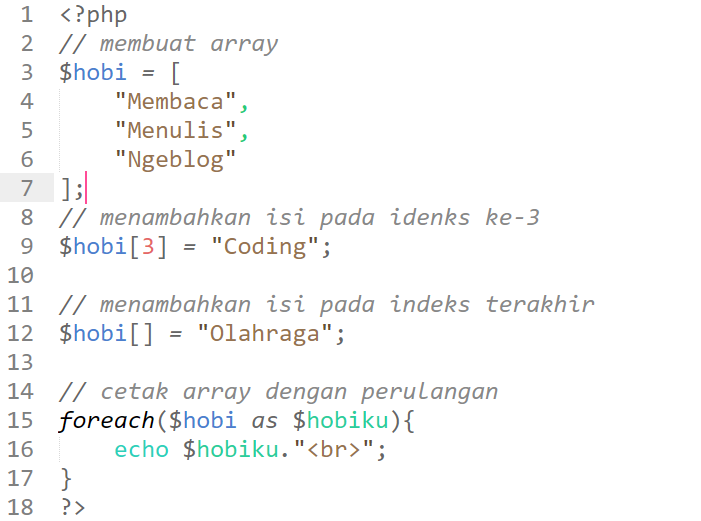 1 <?php
2 // membuat array
3 $hobi = [
4     "Membaca",
5     "Menulis",
6     "Ngeblog"
7 ];
8 // menambahkan isi pada idenks ke-3
9 $hobi[3] = "Coding";
10
11 // menambahkan isi pada indeks terakhir
12 $hobi[] = "Olahraga";
13
14 // cetak array dengan perulangan
15 foreach($hobi as $hobiku){
16     echo $hobiku."<br>";
17 }
18 ?>